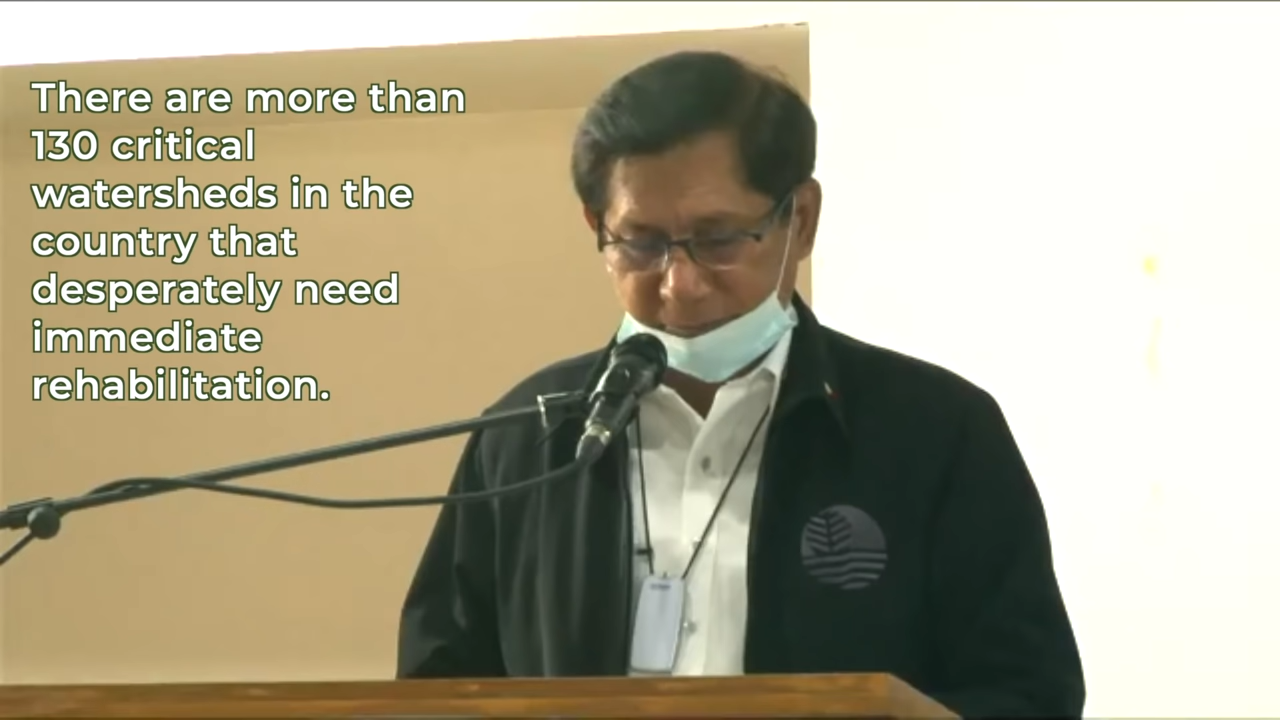 There are more than
130 critical
watersheds in the
country that
desperately need
immediate
rehabilitation.